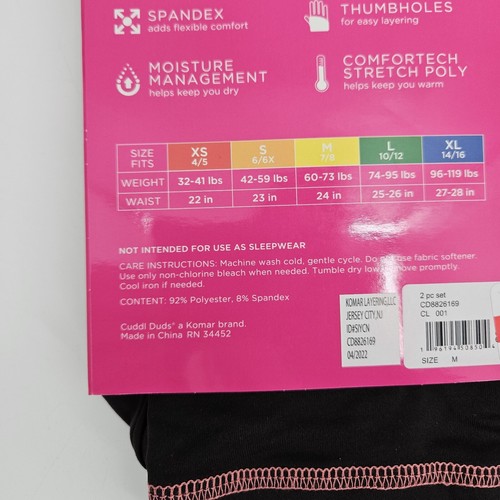 SPANDEX
adds flexible comfort
THUMBHOLES
for easy layering
MOISTURE
MANAGEMENT
helps keep you dry
COMFORTECH
STRETCH POLY
helps keep you warm
SIZE FITS XS 4/5 S 6/6X M 7/8 L 10/12 XL 14/16
WEIGHT 32-41 lbs 42-59 lbs 60-73 lbs 74-95 lbs 96-119 lbs
WAIST 22 in 23 in 24 in 25-26 in 27-28 in
NOT INTENDED FOR USE AS SLEEPWEAR
CARE INSTRUCTIONS: Machine wash cold, gentle cycle. Do use fabric softener.
Use only non-chlorine bleach when needed. Tumble dry promptly.
Cool iron if needed.
CONTENT: 92% Polyester, 8% Spandex
Cuddl Duds® a Komar brand.
Made in China RN 34452
KOMAR LAYERING,LLC
JERSEY CITY,NJ
ID#SIYCN
CD8826169
04/2022
2 pc set
CD8826169
CL 001
SIZE M